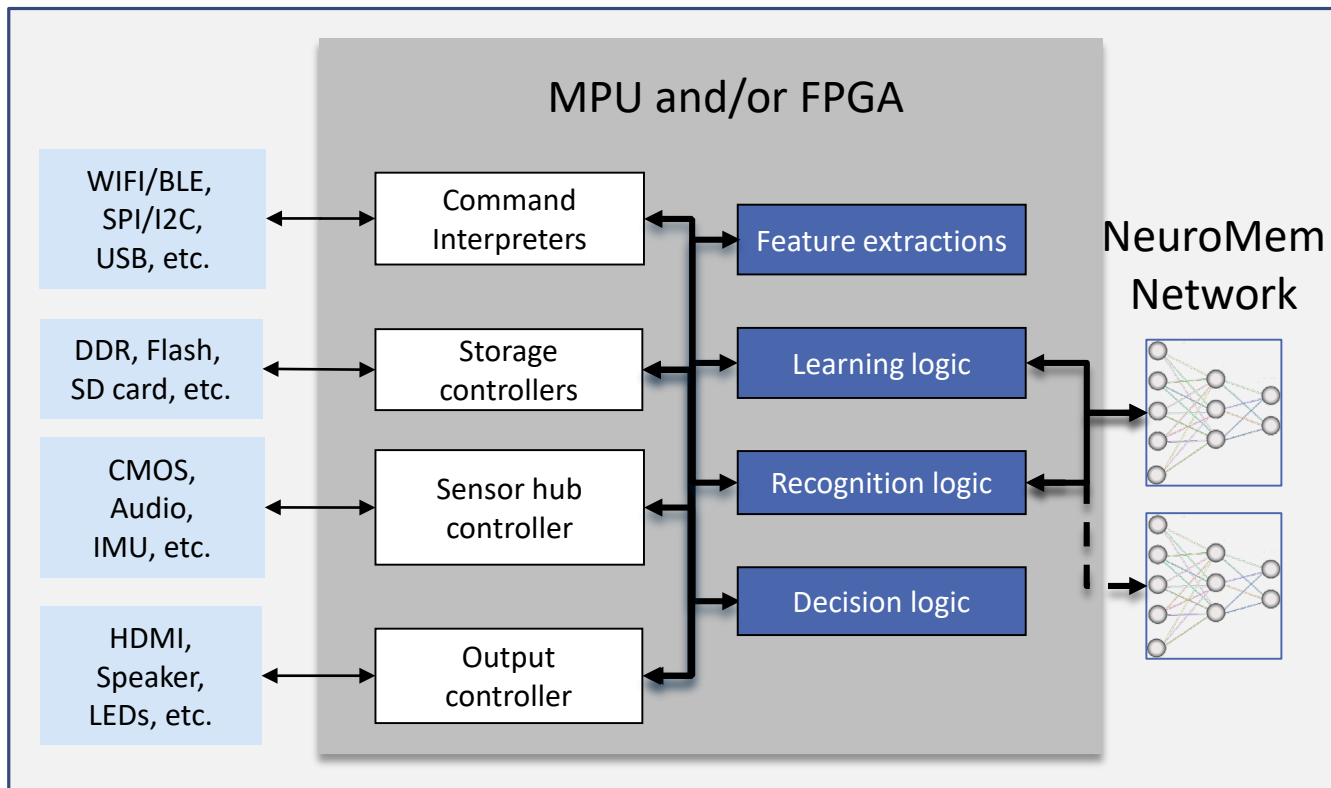 MPU and/or FPGA
WIFI/BLE,
SPI/I2C,
USB, etc.
DDR, Flash,
SD card, etc.
CMOS,
Audio,
IMU, etc.
HDMI,
Speaker,
LEDs, etc.
Command
Interpreters
Storage
controllers
Sensor hub
controller
Output
controller
Feature extractions
Learning logic
Recognition logic
Decision logic
NeuroMem
Network